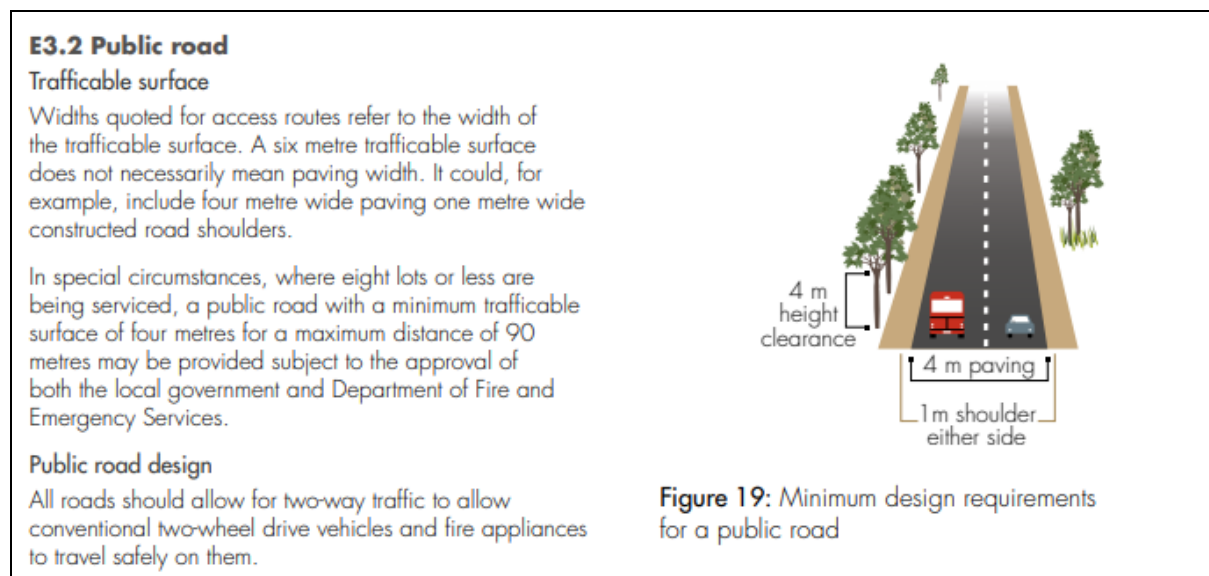 E3.2 Public road
Trafficable surface
Widths quoted for access routes refer to the width of
the trafficable surface. A six metre trafficable surface
does not necessarily mean paving width. It could, for
example, include four metre wide paving one metre wide
constructed road shoulders.
In special circumstances, where eight lots or less are
being serviced, a public road with a minimum trafficable
surface of four metres for a maximum distance of 90
metres may be provided subject to the approval of
both the local government and Department of Fire and
Emergency Services.
Public road design
All roads should allow for two-way traffic to allow
conventional two-wheel drive vehicles and fire appliances
to travel safely on them.
4 m
height
clearance
4 m paving
1m shoulder
either side
Figure 19: Minimum design requirements
for a public road